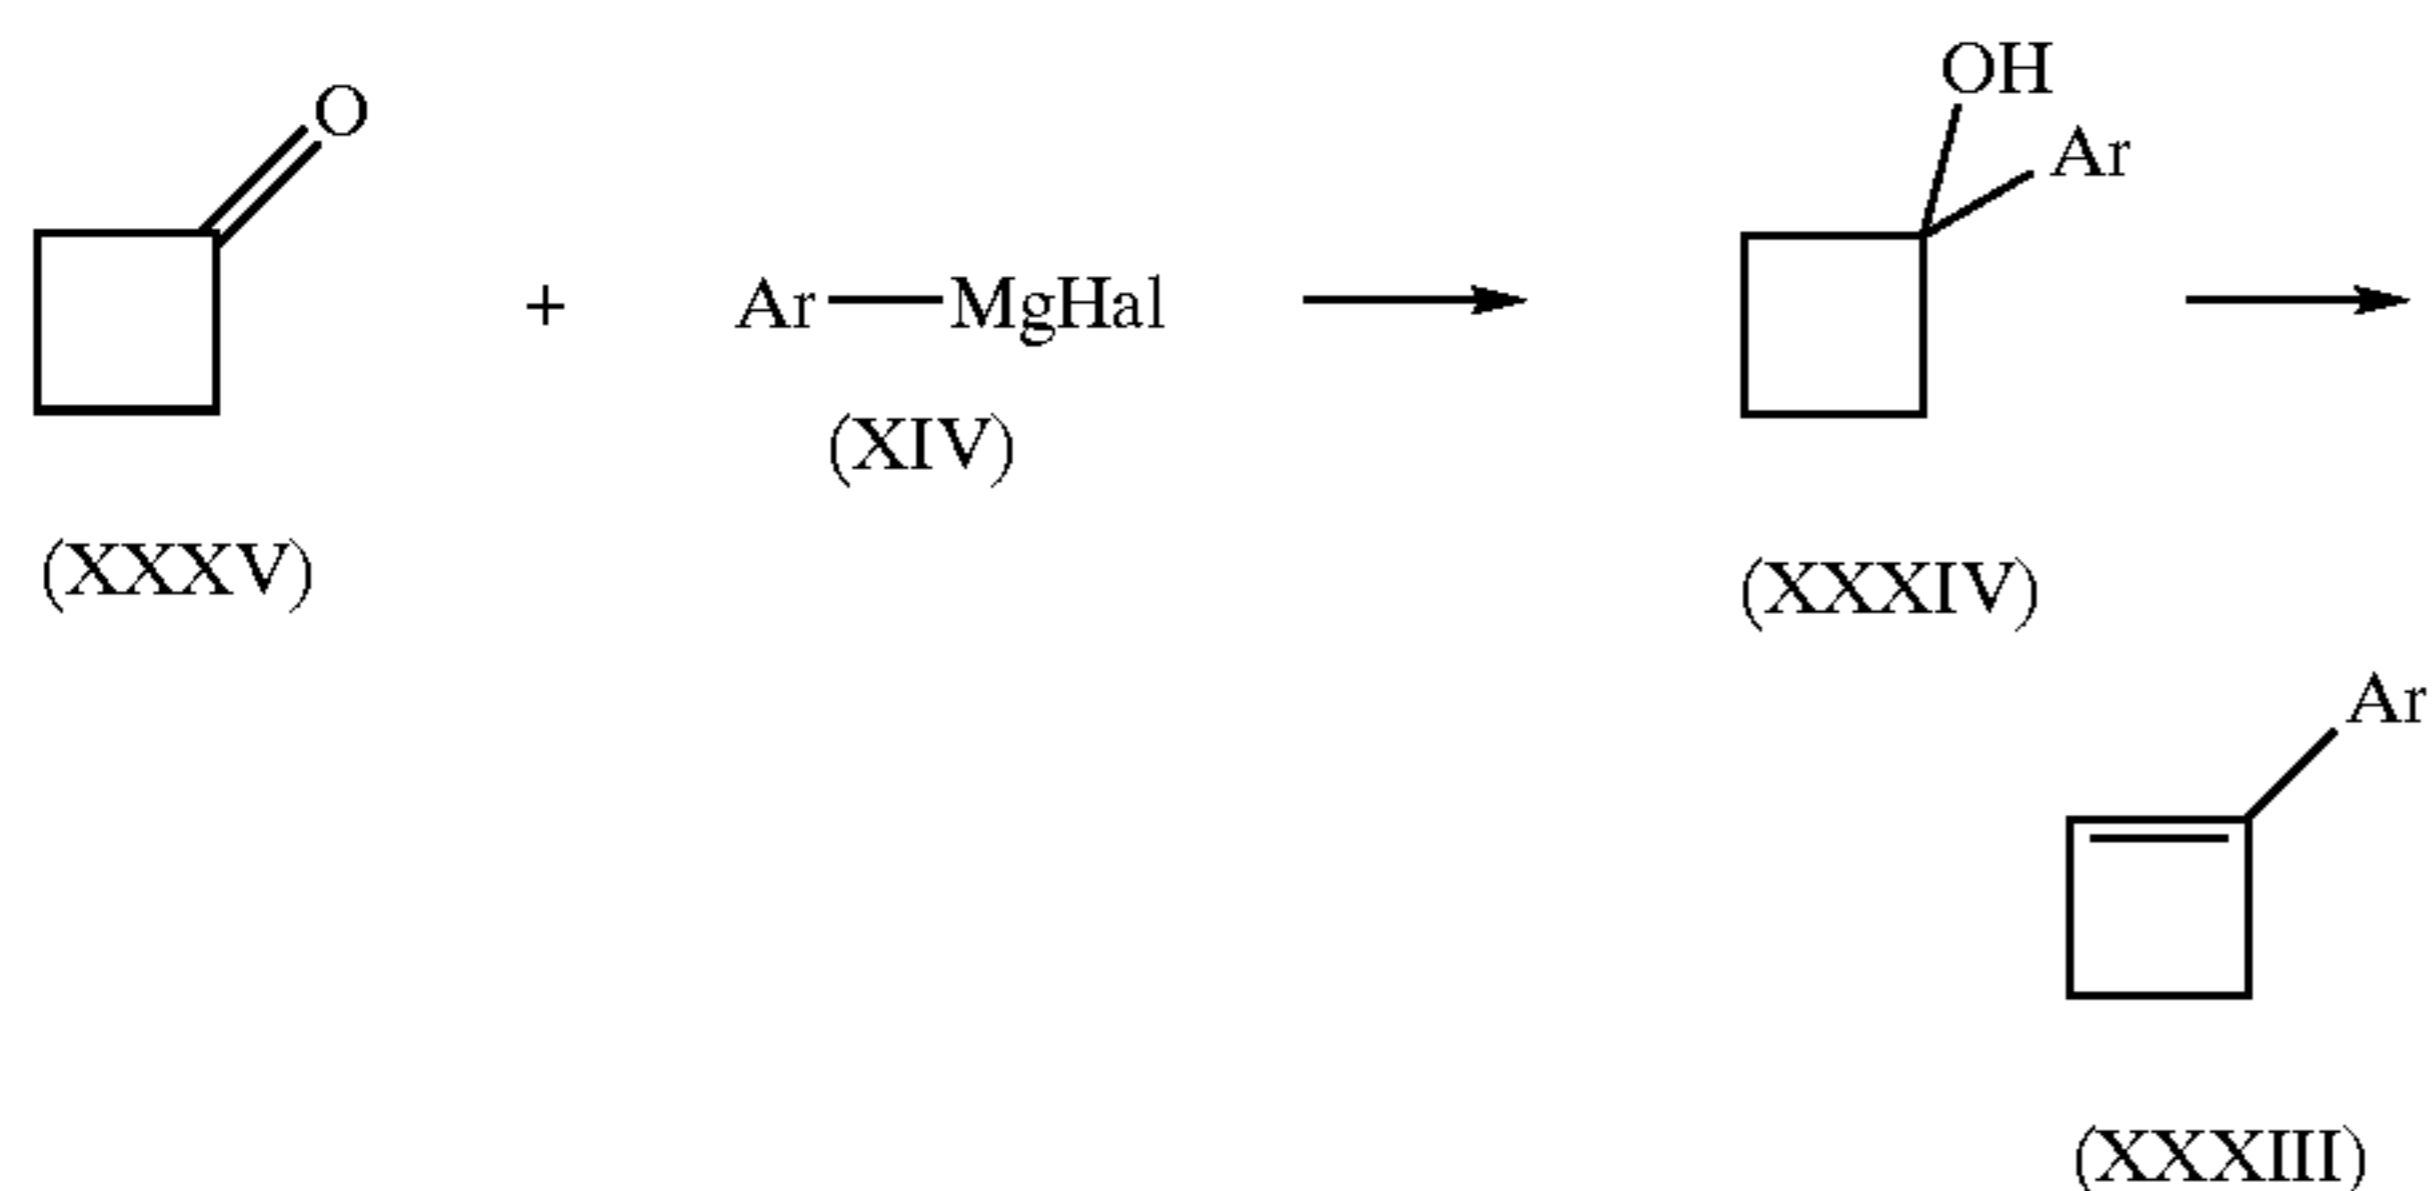 O
OH
Ar
+
Ar—MgHal
(XIV)
(XXXV)
(XXXIV)
Ar
(XXXIII)